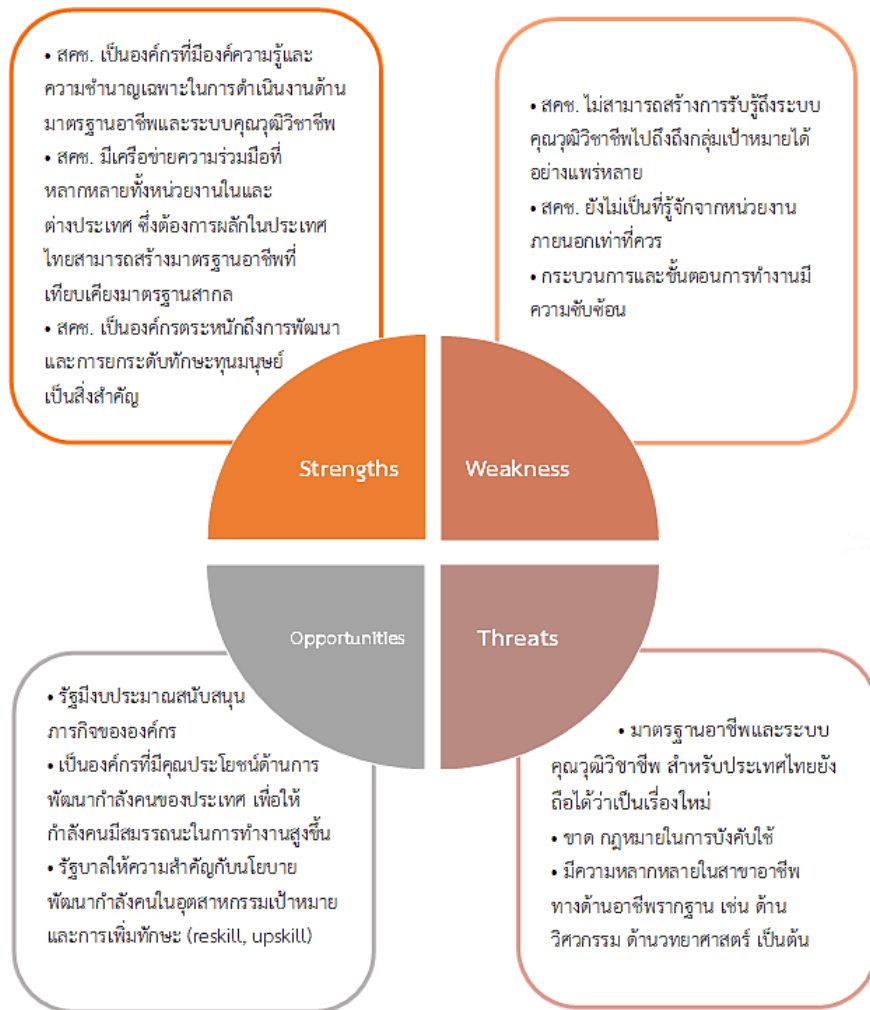 • สคช. เป็นองค์กรที่มีองค์ความรู้และ
ความชำนาญเฉพาะในการดำเนินงานด้าน
มาตรฐานอาชีพและระบบคุณวุฒิวิชาชีพ
• สคช. มีเครือข่ายความร่วมมือที่
หลากหลายทั้งหน่วยงานในและ
ต่างประเทศ ซึ่งต้องการผลักในประเทศ
ไทยสามารถสร้างมาตรฐานอาชีพที่
เทียบเคียงมาตรฐานสากล
• สคช. เป็นองค์กรตระหนักถึงการพัฒนา
และการยกระดับทักษะทุนมนุษย์
เป็นสิ่งสำคัญ
• สคช. ไม่สามารถสร้างการรับรู้ถึงระบบ
คุณวุฒิวิชาชีพไปถึงถึงกลุ่มเป้าหมายได้
อย่างแพร่หลาย
• สคช. ยังไม่เป็นที่รู้จักจากหน่วยงาน
ภายนอกเท่าที่ควร
• กระบวนการและขั้นตอนการทำงานมี
ความซับซ้อน
Strengths
Weakness
Opportunities
Threats
• รัฐมีงบประมาณสนับสนุน
ภารกิจขององค์กร
• เป็นองค์กรที่มีคุณประโยชน์ด้านการ
พัฒนากำลังคนของประเทศ เพื่อให้
กำลังคนมีสมรรถนะในการทำงานสูงขึ้น
• รัฐบาลให้ความสำคัญกับนโยบาย
พัฒนากำลังคนในอุตสาหกรรมเป้าหมาย
และการเพิ่มทักษะ (reskill, upskill)
• มาตรฐานอาชีพและระบบ
คุณวุฒิวิชาชีพ สำหรับประเทศไทยยัง
ถือได้ว่าเป็นเรื่องใหม่
• ขาด กฎหมายในการบังคับใช้
• มีความหลากหลายในสาขาอาชีพ
ทางด้านอาชีพรากฐาน เช่น ด้าน
วิศวกรรม ด้านวทยาศาสตร์ เป็นต้น